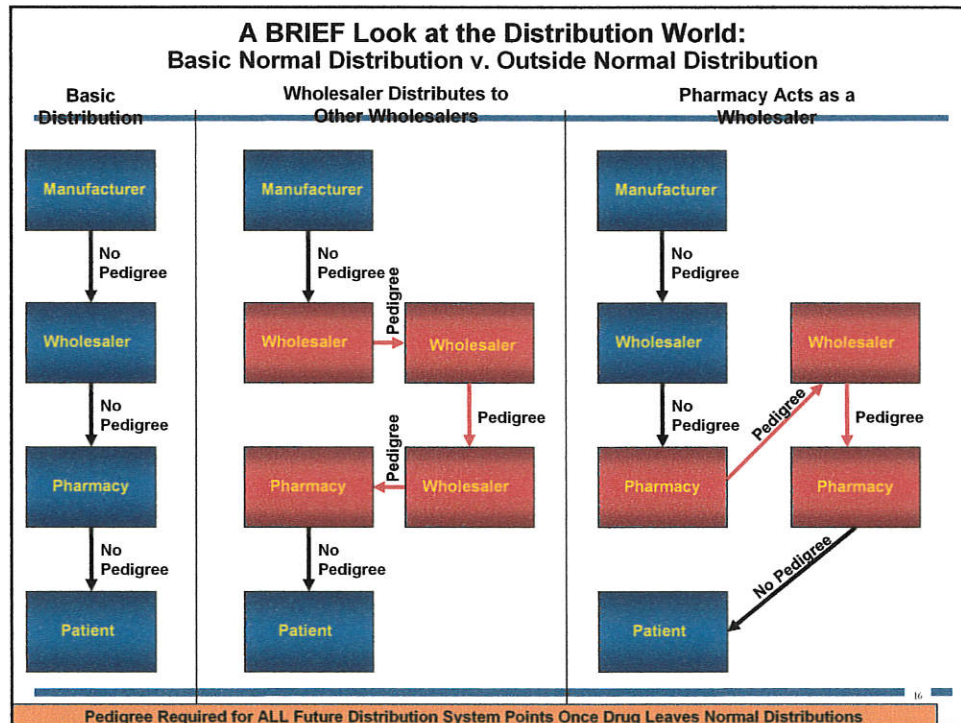 A BRIEF Look at the Distribution World:
Basic Normal Distribution v. Outside Normal Distribution
Basic
Distribution
Manufacturer
No
Pedigree
Wholesaler
No
Pedigree
Pharmacy
No
Pedigree
Patient
Wholesaler Distributes to
Other Wholesalers
Manufacturer
No
Pedigree
Wholesaler
Pedigree
Wholesaler
Pedigree
Wholesaler
Pedigree
Pharmacy
No
Pedigree
Patient
Pharmacy Acts as a
Wholesaler
Manufacturer
No
Pedigree
Wholesaler
No
Pedigree
Pharmacy
Pedigree
Wholesaler
Pedigree
Pharmacy
No Pedigree
Patient
16
Pedigree Required for ALL Future Distribution System Points Once Drug Leaves Normal Distributions